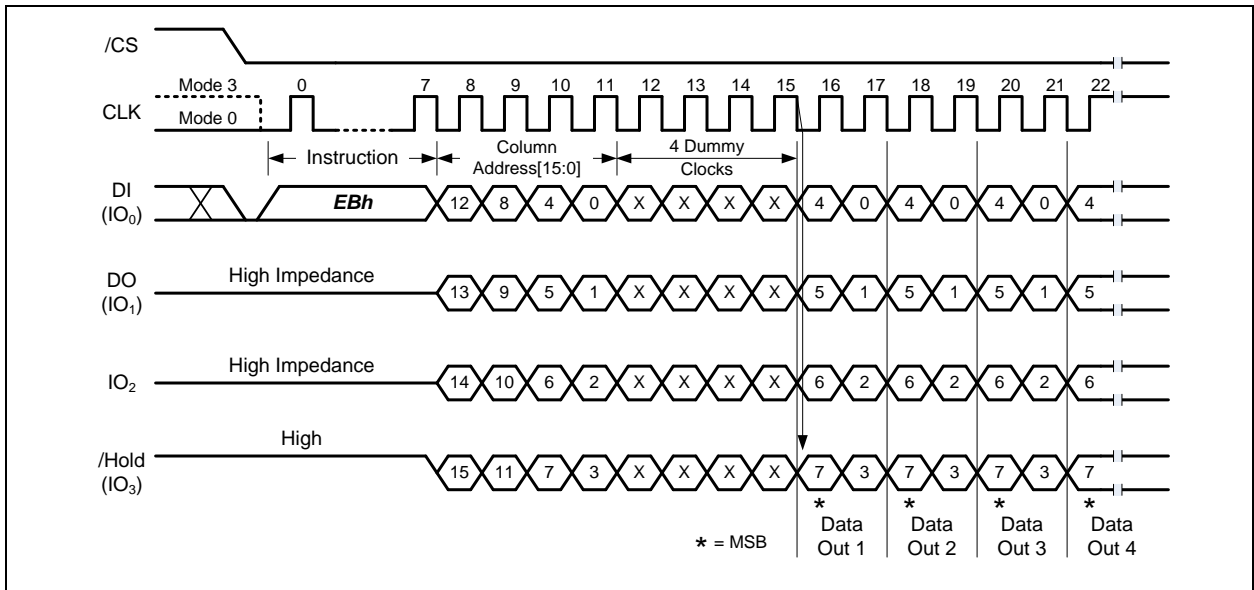 /CS
Mode 3 0 7 8 9 10 11 12 13 14 15 16 17 18 19 20 21 22
CLK
Mode 0
Instruction
Column
Address[15:0]
4 Dummy
Clocks
DI
(IO0)
EBh 12 8 4 0 X X X X 4 0 4 0 4 0 4
High Impedance
DO
(IO1)
13 9 5 1 X X X X 5 1 5 1 5 1 5
High Impedance
IO2
14 10 6 2 X X X X 6 2 6 2 6 2 6
High
/Hold
(IO3)
15 11 7 3 X X X X 7 3 7 3 7 3 7
* * * *
* = MSB
Data
Out 1
Data
Out 2
Data
Out 3
Data
Out 4